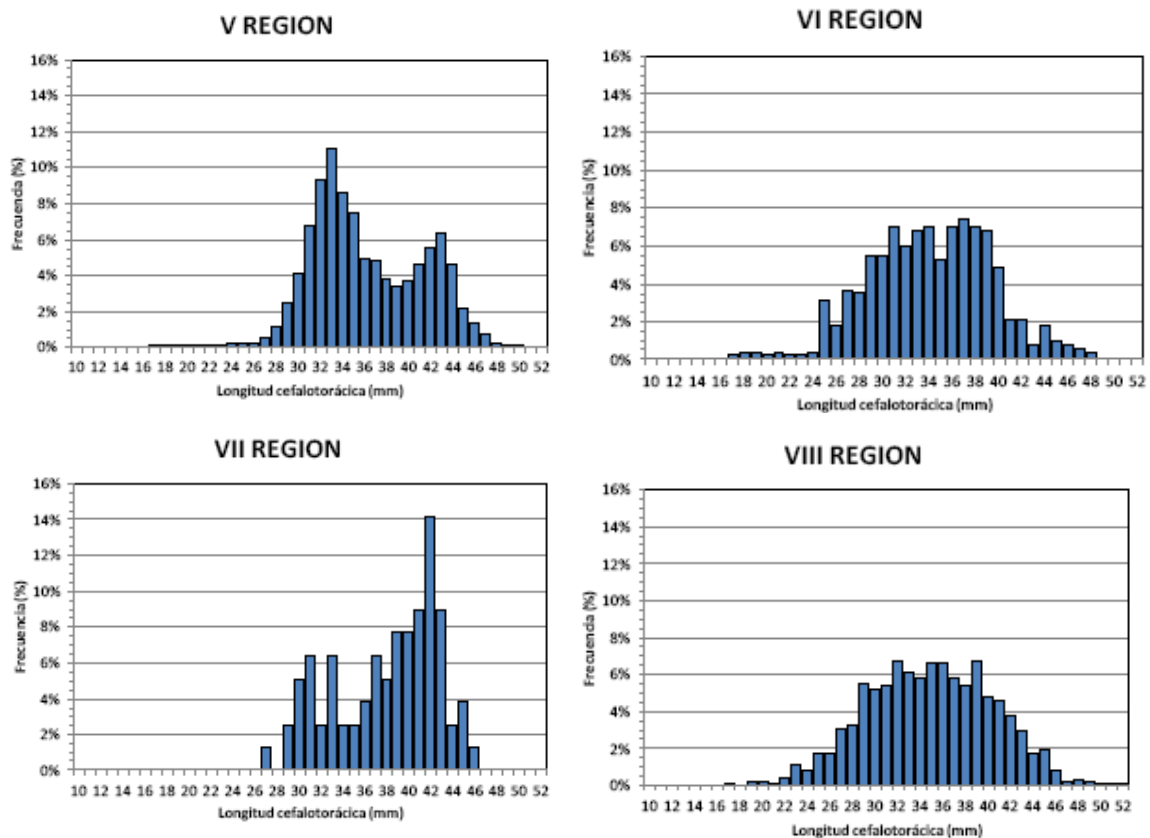 V REGION
16%
14%
12%
10%
8%
6%
4%
2%
0%
Frecuencia (%)
10 12 14 16 18 20 22 24 26 28 30 32 34 36 38 40 42 44 46 48 50 52
Longitud cefalotorácica (mm)
VI REGION
16%
14%
12%
10%
8%
6%
4%
2%
0%
Frecuencia (%)
10 12 14 16 18 20 22 24 26 28 30 32 34 36 38 40 42 44 46 48 50 52
Longitud cefalotorácica (mm)
VII REGION
16%
14%
12%
10%
8%
6%
4%
2%
0%
Frecuencia (%)
10 12 14 16 18 20 22 24 26 28 30 32 34 36 38 40 42 44 46 48 50 52
Longitud cefalotorácica (mm)
VIII REGION
16%
14%
12%
10%
8%
6%
4%
2%
0%
Frecuencia (%)
10 12 14 16 18 20 22 24 26 28 30 32 34 36 38 40 42 44 46 48 50 52
Longitud cefalotorácica (mm)